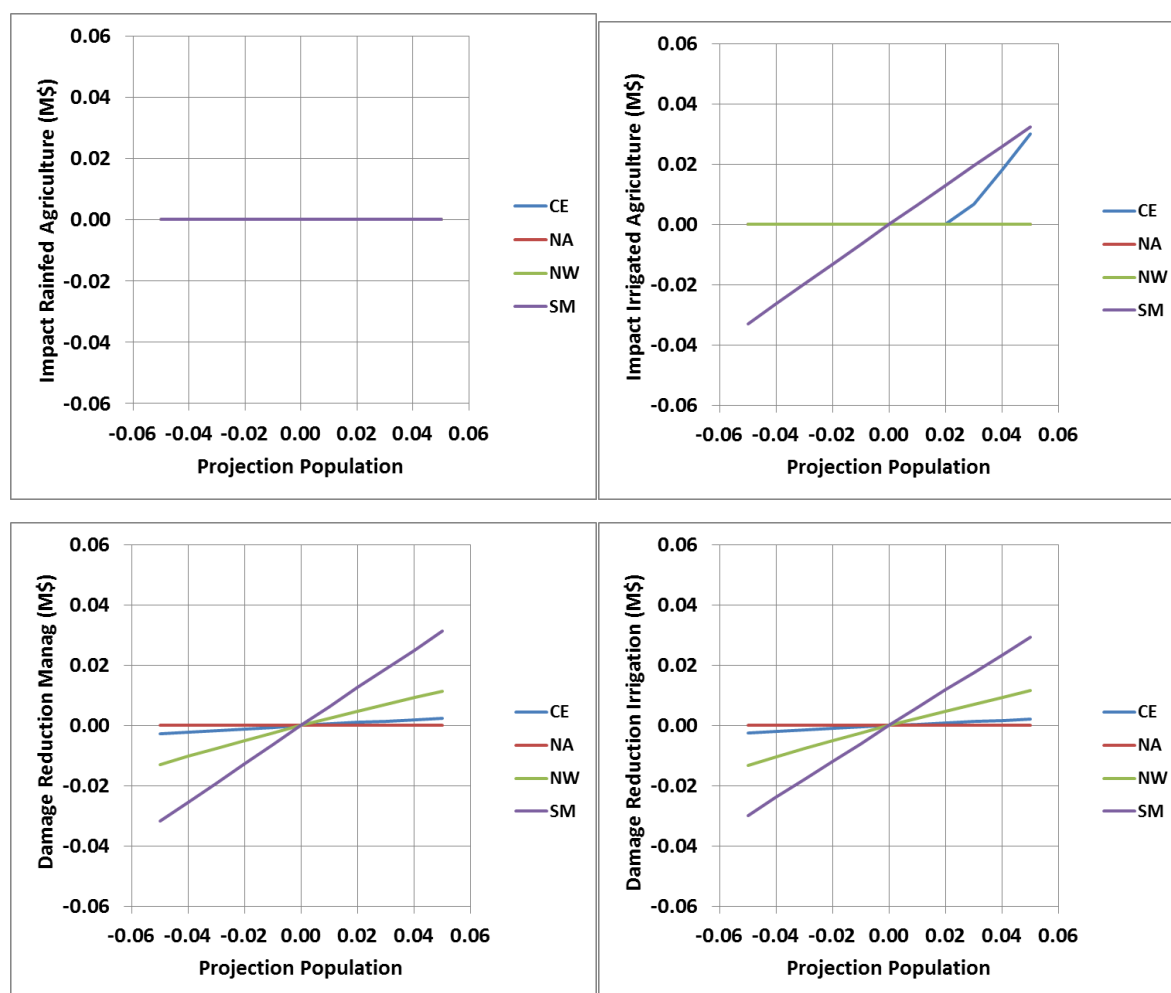 0.06
0.04
0.02
0.00
-0.02
-0.04
-0.06
Impact Rainfed Agriculture (M$)
-0.06 -0.04 -0.02 0.00 0.02 0.04 0.06
Projection Population
CE
NA
NW
SM
0.06
0.04
0.02
0.00
-0.02
-0.04
-0.06
Impact Irrigated Agriculture (M$)
-0.06 -0.04 -0.02 0.00 0.02 0.04 0.06
Projection Population
CE
NA
NW
SM
0.06
0.04
0.02
0.00
-0.02
-0.04
-0.06
Damage Reduction Manag (M$)
-0.06 -0.04 -0.02 0.00 0.02 0.04 0.06
Projection Population
CE
NA
NW
SM
0.06
0.04
0.02
0.00
-0.02
-0.04
-0.06
Damage Reduction Irrigation (M$)
-0.06 -0.04 -0.02 0.00 0.02 0.04 0.06
Projection Population
CE
NA
NW
SM